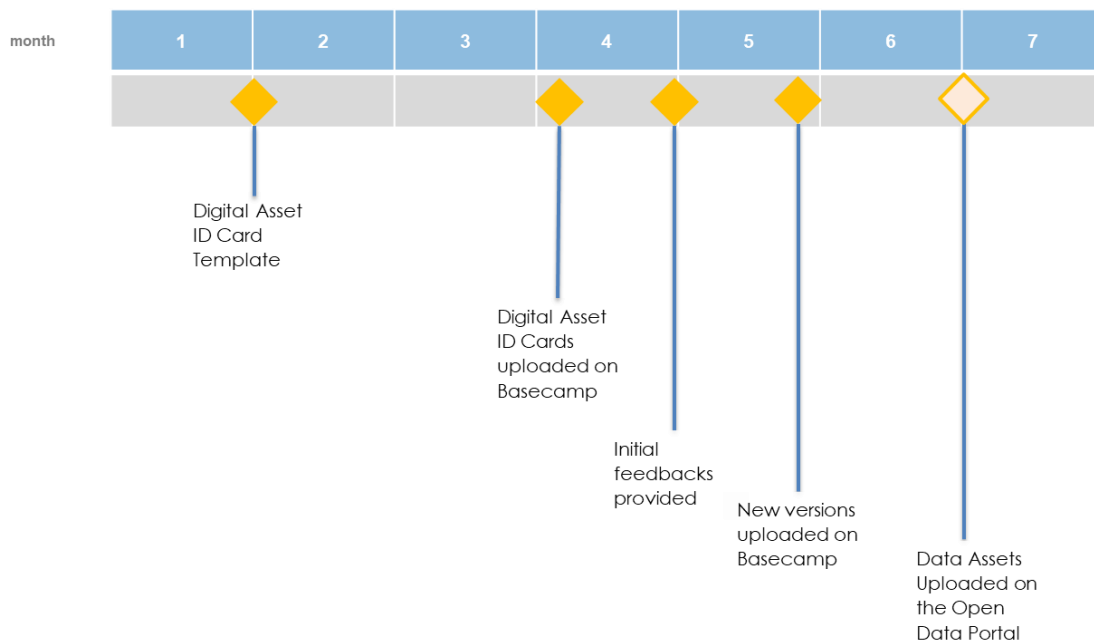 month
1
2
3
4
5
6
7
Digital Asset
ID Card
Template
Digital Asset
ID Cards
uploaded on
Basecamp
Initial
feedbacks
provided
New versions
uploaded on
Basecamp
Data Assets
Uploaded on
the Open
Data Portal